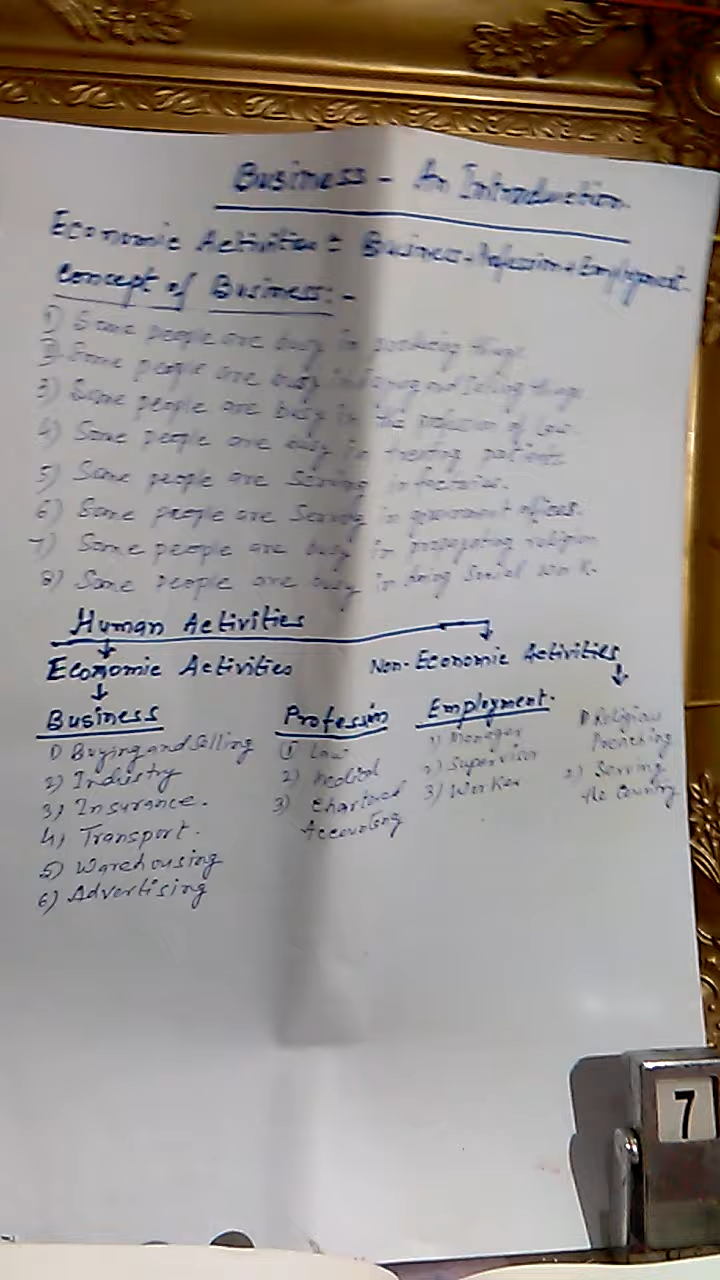 Business - An Introduction
Economic Activities = Business + Profession + Employment
Concept of Business:-
1) Some people are busy in producing things
2) Some people are busy in buying and selling things.
3) Some people are busy in the profession of law.
4) Some people are busy in treating patients
5) Some people are serving in factories.
6) Some people are serving in government offices.
7) Some people are busy in propagating religion
8) Some people are busy in doing social work.
Human Activities
Economic Activities Non-Economic Activities
Business Profession Employment.
1) Buying and selling
2) Industry
3) Insurance.
4) Transport.
5) Warehousing
6) Advertising
1) Law
2) Medical
3) Chartered
Accounting
1) Manager
2) Supervisor
3) Worker
1) Religious
Preaching
2) Serving
the Country
7